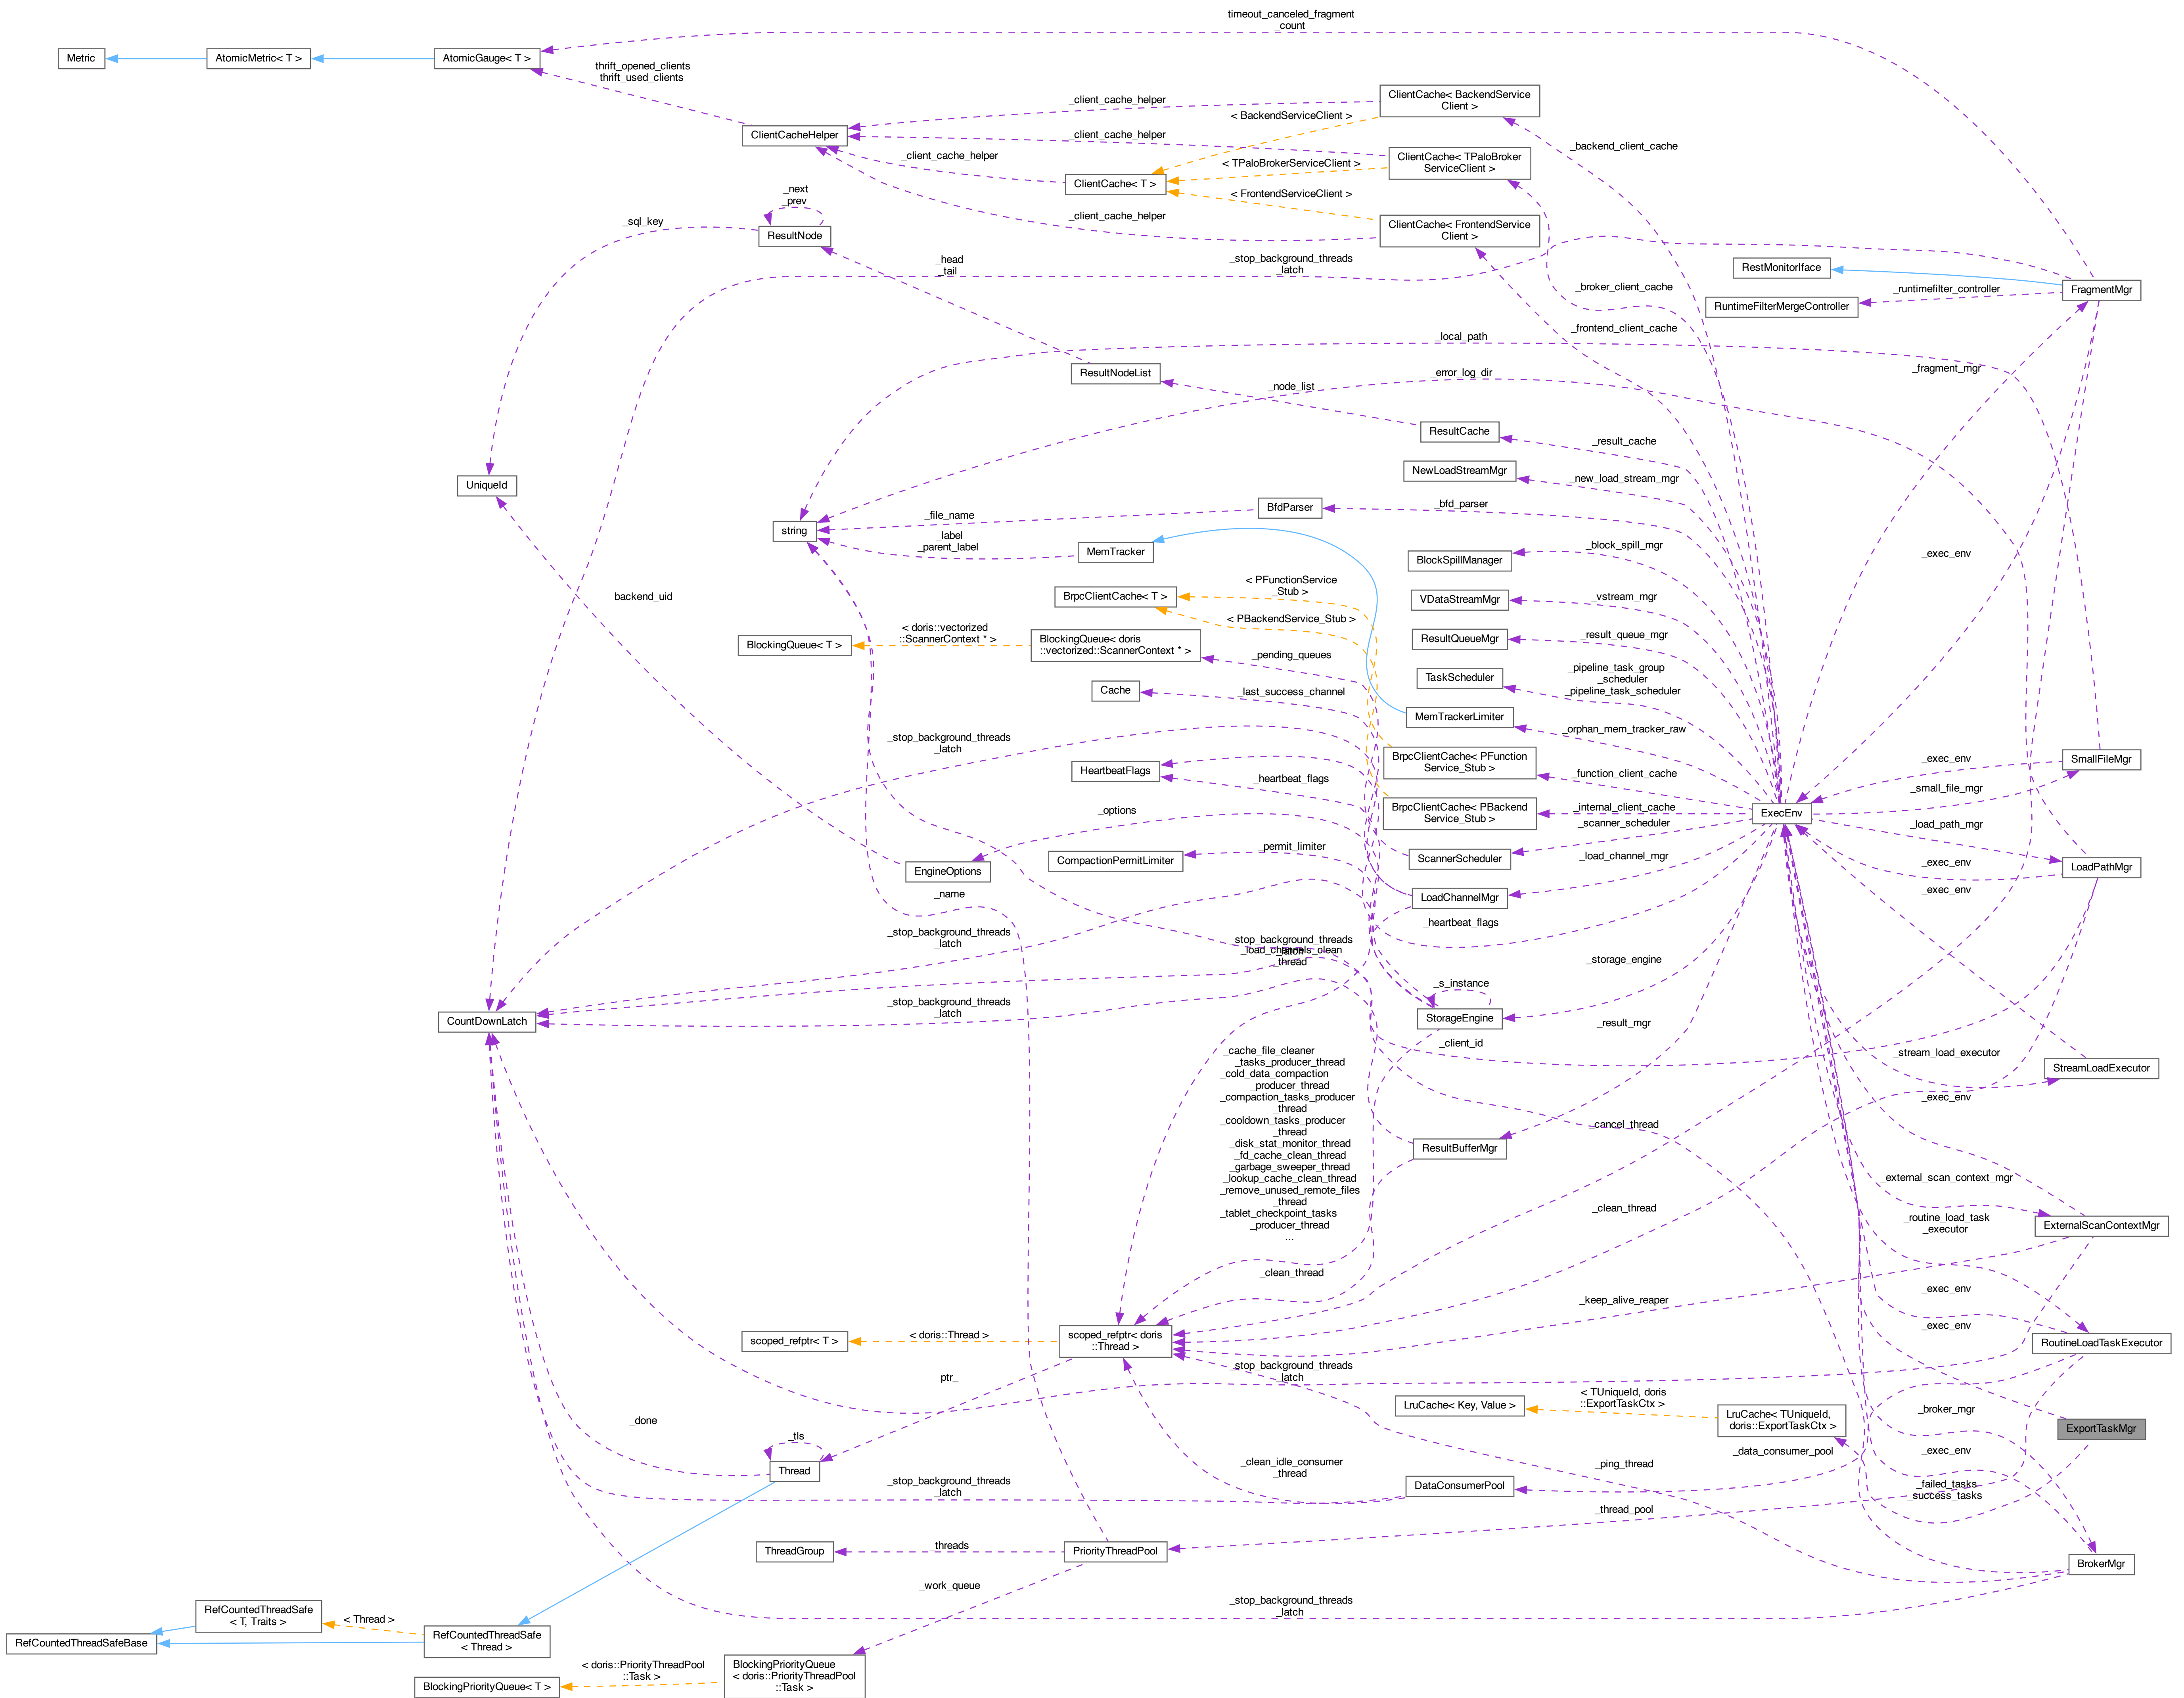 timeout_canceled_fragment
_count
Metric
AtomicMetric< T >
AtomicGauge< T >
thrift_opened_clients
thrift_used_clients
_client_cache_helper
ClientCache< BackendService
Client >
< BackendServiceClient >
ClientCacheHelper
_client_cache_helper
_backend_client_cache
_client_cache_helper
< TPaloBrokerServiceClient >
ClientCache< TPaloBroker
ServiceClient >
ClientCache< T >
_next
_prev
< FrontendServiceClient >
_sql_key
ResultNode
_client_cache_helper
ClientCache< FrontendService
Client >
_head
_tail
_stop_background_threads
_latch
RestMonitorIface
_broker_client_cache
_runtimefilter_controller
FragmentMgr
RuntimeFilterMergeController
_frontend_client_cache
_local_path
ResultNodeList
_node_list
_error_log_dir
_fragment_mgr
ResultCache
_result_cache
NewLoadStreamMgr
_new_load_stream_mgr
UniqueId
BfdParser
_bfd_parser
_file_name
string
_label
_parent_label
MemTracker
_block_spill_mgr
BlockSpillManager
_exec_env
< PFunctionService
_Stub >
backend_uid
BrpcClientCache< T >
VDataStreamMgr
_vstream_mgr
< PBackendService_Stub >
< doris::vectorized
::ScannerContext * >
BlockingQueue< T >
BlockingQueue< doris
::vectorized::ScannerContext * >
ResultQueueMgr
_result_queue_mgr
_pending_queues
TaskScheduler
_pipeline_task_group
_scheduler
_pipeline_task_scheduler
Cache
_last_success_channel
MemTrackerLimiter
_orphan_mem_tracker_raw
_stop_background_threads
_latch
BrpcClientCache< PFunction
Service_Stub >
HeartbeatFlags
_heartbeat_flags
_function_client_cache
_exec_env
SmallFileMgr
_small_file_mgr
_options
BrpcClientCache< PBackend
Service_Stub >
_internal_client_cache
ExecEnv
_scanner_scheduler
_load_path_mgr
_permit_limiter
ScannerScheduler
CompactionPermitLimiter
EngineOptions
_load_channel_mgr
_exec_env
LoadPathMgr
_name
LoadChannelMgr
_exec_env
_heartbeat_flags
_stop_background_threads
_latch
_stop_background_threads
_latch
_load_channels_clean
_thread
_storage_engine
_s_instance
_stop_background_threads
_latch
CountDownLatch
StorageEngine
_result_mgr
_client_id
_cache_file_cleaner
_tasks_producer_thread
_cold_data_compaction
_producer_thread
_compaction_tasks_producer
_thread
_cooldown_tasks_producer
_thread
_disk_stat_monitor_thread
_fd_cache_clean_thread
_garbage_sweeper_thread
_lookup_cache_clean_thread
_remove_unused_remote_files
_thread
_tablet_checkpoint_tasks
_producer_thread
...
_stream_load_executor
StreamLoadExecutor
_exec_env
_cancel_thread
ResultBufferMgr
_external_scan_context_mgr
_clean_thread
_routine_load_task
_executor
ExternalScanContextMgr
_clean_thread
_keep_alive_reaper
_exec_env
scoped_refptr< T >
< doris::Thread >
scoped_refptr< doris
::Thread >
_exec_env
RoutineLoadTaskExecutor
ptr_
_stop_background_threads
_latch
LruCache< Key, Value >
< TUniqueId, doris
::ExportTaskCtx >
LruCache< TUniqueId,
doris::ExportTaskCtx >
_broker_mgr
ExportTaskMgr
_done
_tls
Thread
_data_consumer_pool
_exec_env
_clean_idle_consumer
_thread
_ping_thread
_stop_background_threads
_latch
DataConsumerPool
_failed_tasks
_success_tasks
_thread_pool
ThreadGroup
_threads
PriorityThreadPool
BrokerMgr
_work_queue
_stop_background_threads
_latch
RefCountedThreadSafe
< T, Traits >
< Thread >
RefCountedThreadSafeBase
RefCountedThreadSafe
< Thread >
BlockingPriorityQueue< T >
< doris::PriorityThreadPool
::Task >
BlockingPriorityQueue
< doris::PriorityThreadPool
::Task >